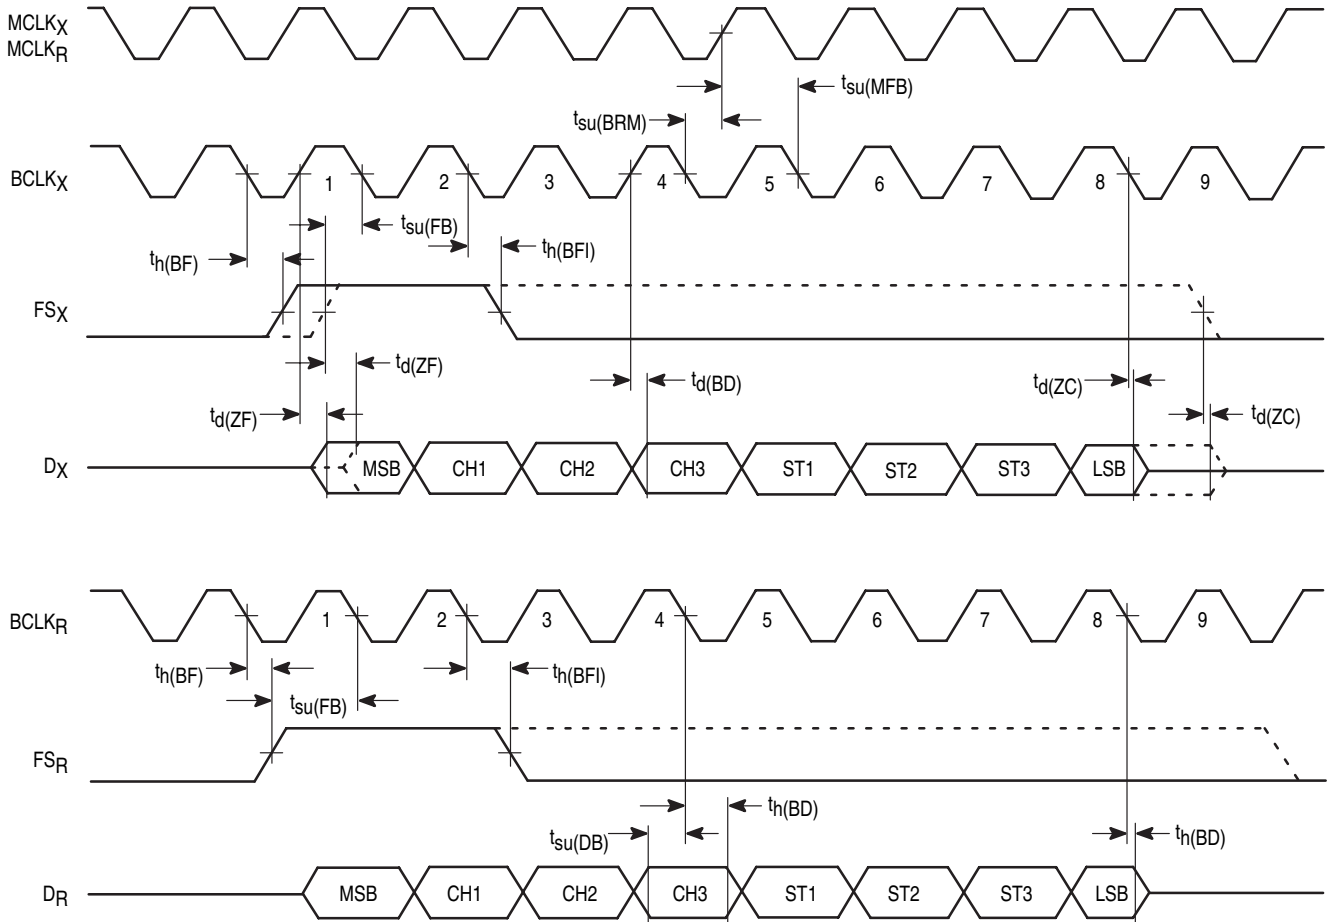 MCLKX
MCLKR
tsu(MFB)
tsu(BRM)
BCLKX 1 2 3 4 5 6 7 8 9
tsu(FB)
th(BF) th(BFI)
FSX
td(ZF) td(BD) td(ZC)
td(ZF) td(ZC)
DX MSB CH1 CH2 CH3 ST1 ST2 ST3 LSB
BCLKR 1 2 3 4 5 6 7 8 9
th(BF) th(BFI)
tsu(FB)
FSR
th(BD)
tsu(DB) th(BD)
DR MSB CH1 CH2 CH3 ST1 ST2 ST3 LSB